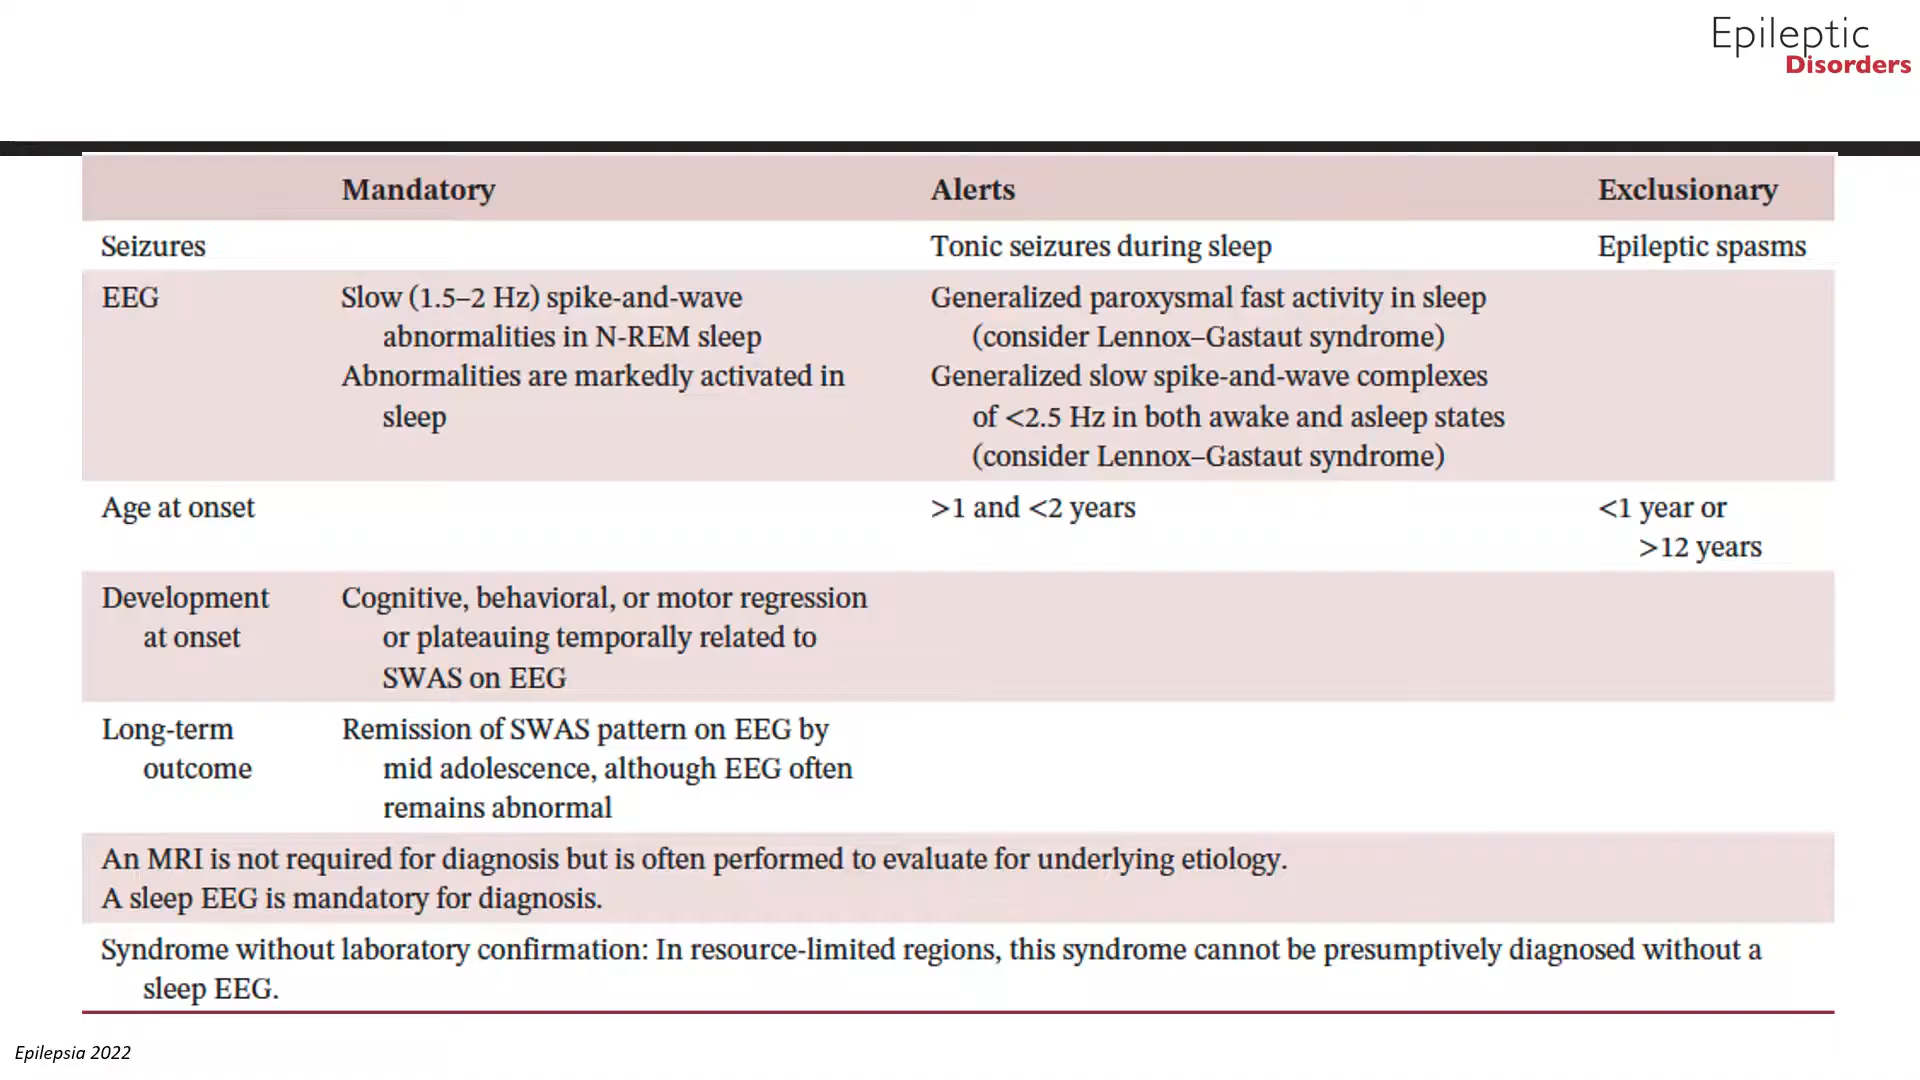 Epileptic
Disorders
Mandatory Alerts Exclusionary
Seizures Tonic seizures during sleep Epileptic spasms
EEG Slow (1.5–2 Hz) spike-and-wave Generalized paroxysmal fast activity in sleep
abnormalities in N-REM sleep (consider Lennox–Gastaut syndrome)
Abnormalities are markedly activated in Generalized slow spike-and-wave complexes
sleep of <2.5 Hz in both awake and asleep states
(consider Lennox–Gastaut syndrome)
Age at onset >1 and <2 years <1 year or
>12 years
Development Cognitive, behavioral, or motor regression
at onset or plateauing temporally related to
SWAS on EEG
Long-term Remission of SWAS pattern on EEG by
outcome mid adolescence, although EEG often
remains abnormal
An MRI is not required for diagnosis but is often performed to evaluate for underlying etiology.
A sleep EEG is mandatory for diagnosis.
Syndrome without laboratory confirmation: In resource-limited regions, this syndrome cannot be presumptively diagnosed without a
sleep EEG.
Epilepsia 2022